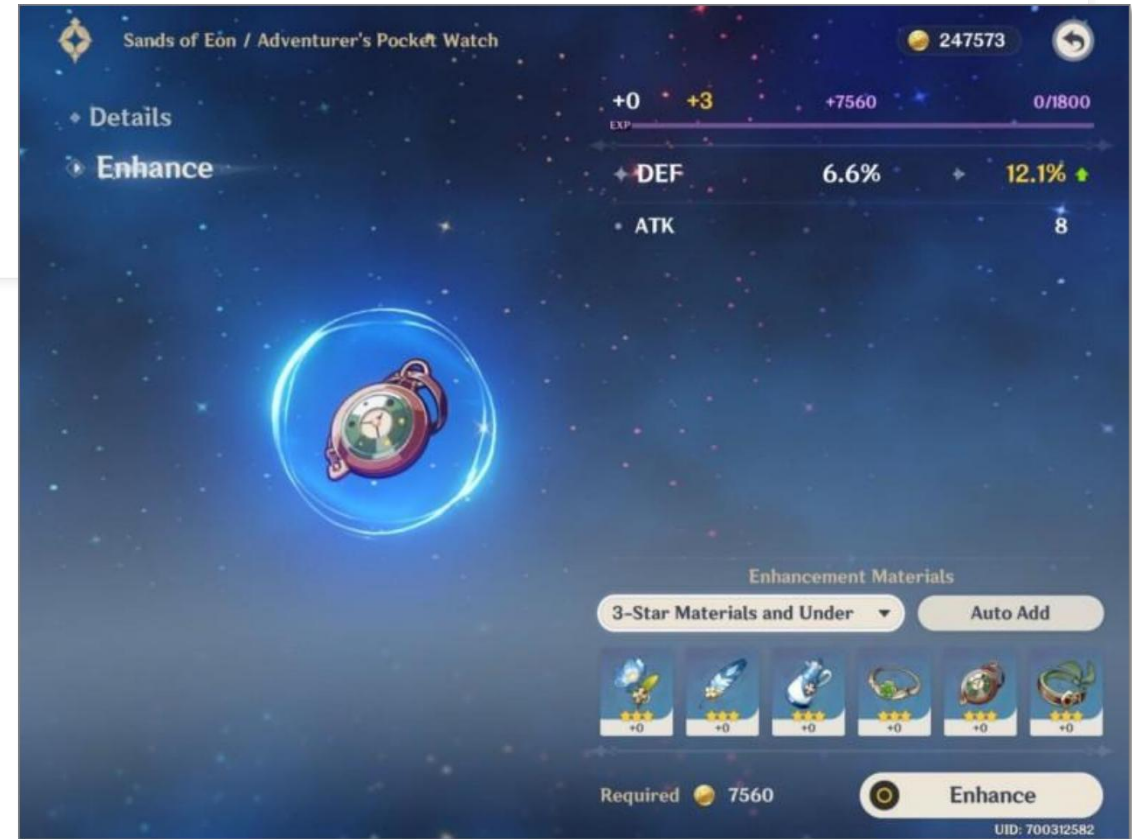 Sands of Eon / Adventurer's Pocket Watch
247573
Details
Enhance
+0 +3 +7560 0/1800
EXP
DEF 6.6% 12.1%
ATK 8
Enhancement Materials
3-Star Materials and Under Auto Add
+0 +0 +0 +0 +0 +0
Required 7560 Enhance
UID: 700312582